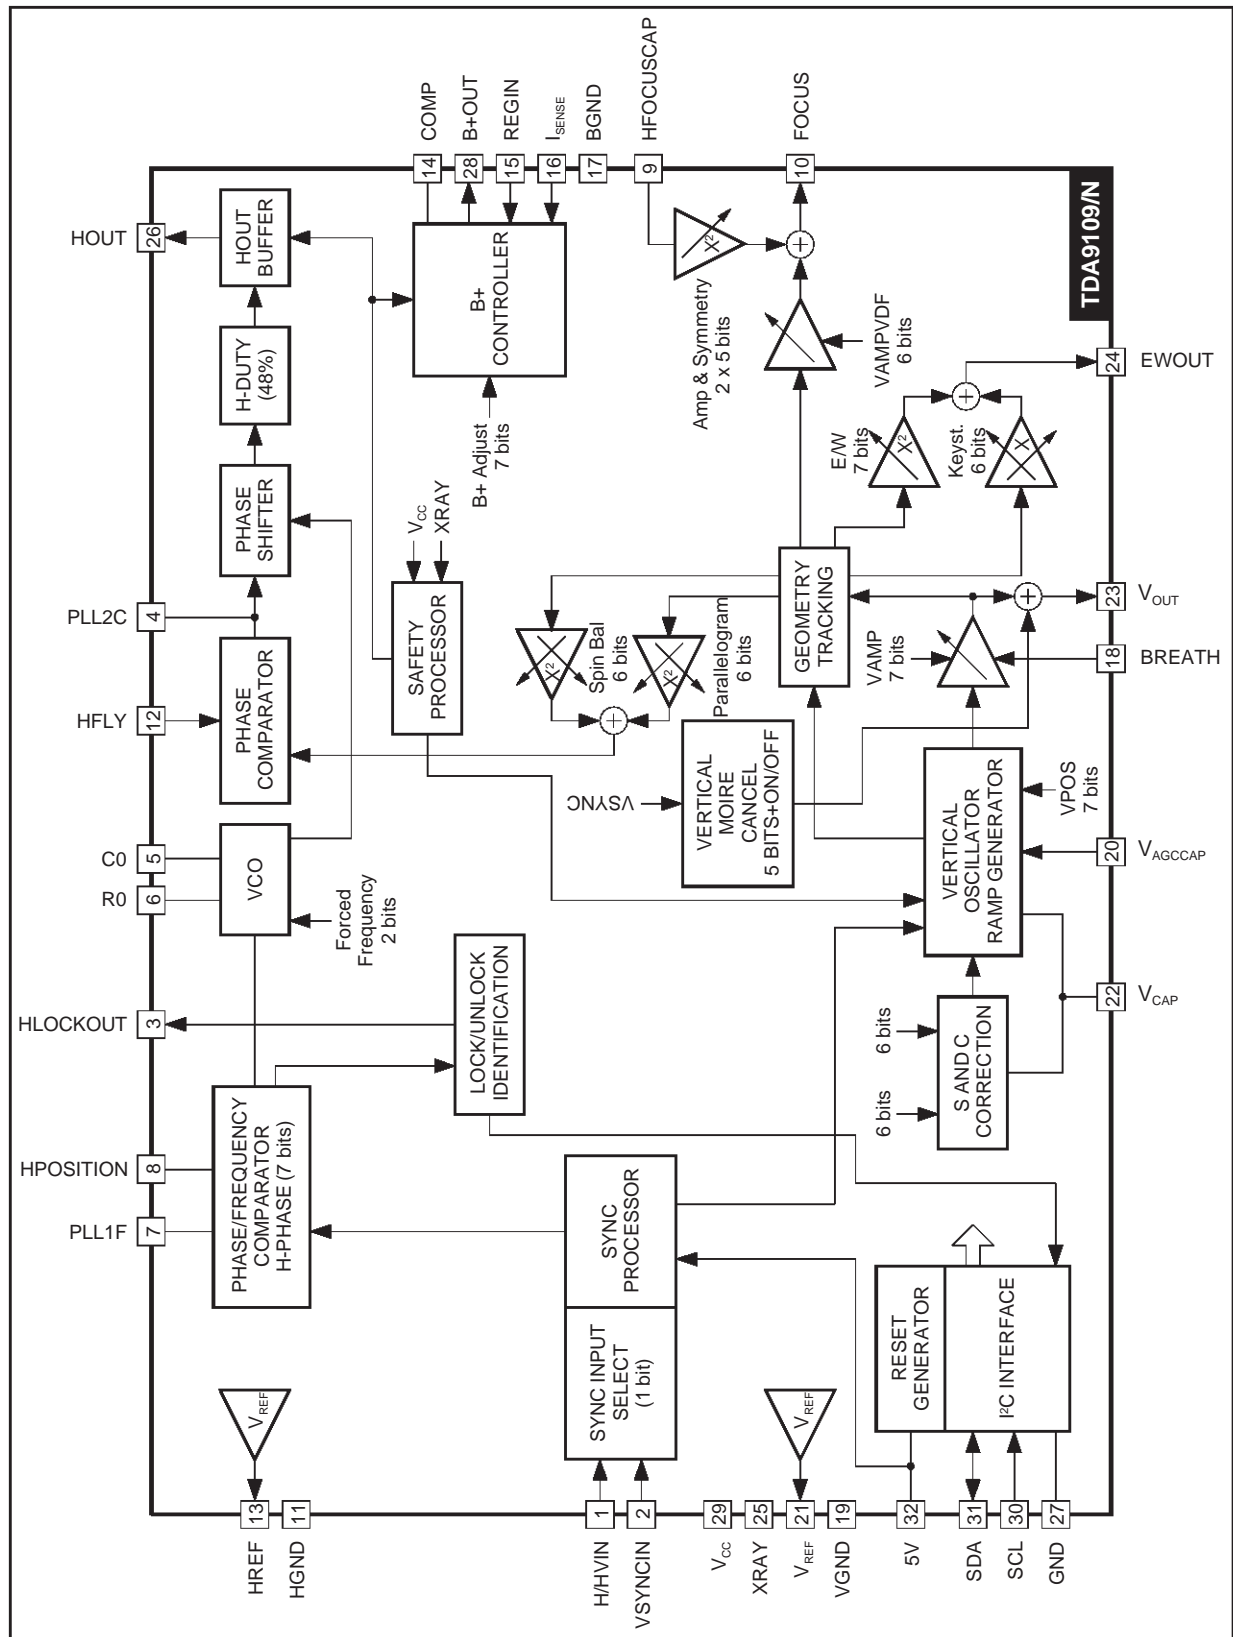 HOUT
26
PLL2C
4
HFLY
12
C0
5
R0
6
HLOCKOUT
3
HPOSITION
8
PLL1F
7
HOUT
BUFFER
H-DUTY
(48%)
PHASE
SHIFTER
PHASE
COMPARATOR
VCO
Forced
Frequency
2 bits
PHASE/FREQUENCY
COMPARATOR
H-PHASE (7 bits)
LOCK/UNLOCK
IDENTIFICATION
VREF
HREF
13
HGND
11
COMP
14
B+OUT
28
REGIN
15
ISENSE
16
BGND
17
HFOCUSCAP
9
FOCUS
10
B+
CONTROLLER
B+ Adjust
7 bits
VCC
XRAY
SAFETY
PROCESSOR
X2
Amp & Symmetry
2 x 5 bits
+
VAMPVDF
6 bits
X2
Spin Bal
6 bits
X2
Parallelogram
6 bits
+
GEOMETRY
TRACKING
E/W
7 bits
X2
Keyst.
6 bits
X
+
EWOUT
24
VAMP
7 bits
+
VOUT
23
BREATH
18
VSYNC
VERTICAL
MOIRE
CANCEL
5 BITS+ON/OFF
VERTICAL
OSCILLATOR
RAMP GENERATOR
VPOS
7 bits
VAGCCAP
20
VCAP
22
6 bits
6 bits
S AND C
CORRECTION
SYNC
PROCESSOR
SYNC INPUT
SELECT
(1 bit)
H/HVIN
1
VSYNCIN
2
VCC
29
XRAY
25
VREF
VREF
21
VGND
19
5V
32
SDA
31
SCL
30
GND
27
RESET
GENERATOR
I2C INTERFACE
TDA9109/N